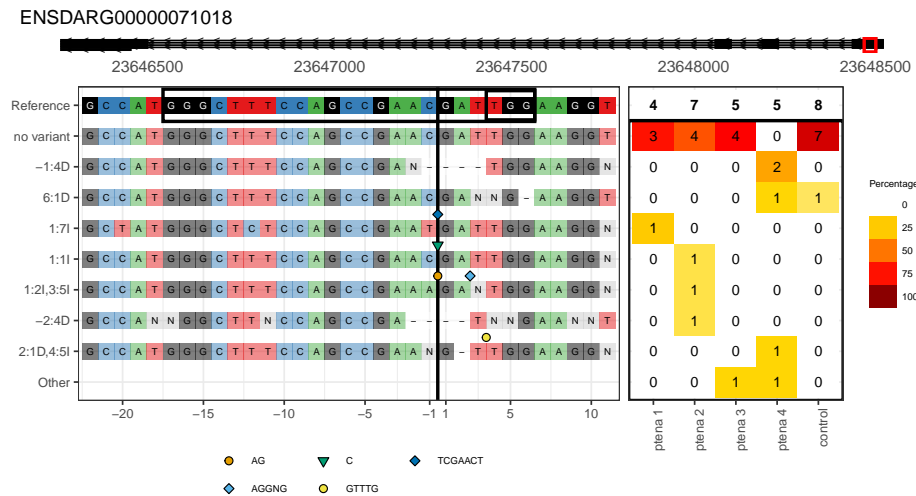 ENSDARG00000071018
23646500 23647000 23647500 23648000 23648500
Reference G C C A T G G G C T T T C C A G C C G A A C G A T T G G A A G G T 4 7 5 5 8
no variant G C C A T G G G C T T T C C A G C C G A A C G A T T G G A A G G T 3 4 4 0 7
−1:4D G C C A T G G G C T T T C C A G C C G A N - - - - T G G A A G G N 0 0 0 2 0
6:1D G C C A T G G G C T T T C C A G C C G A A C G A N N G - A A G G T 0 0 0 1 1
1:7I G C T A T G G G C T C T C C A G C C G A A T G A T T G G A A G G N 1 0 0 0 0
1:1I G C C A T G G G C T T T C C A G C C G A A C G A T T G G A A G G N 0 1 0 0 0
1:2I,3:5I G C C A T G G G C T T T C C A G C C G A A A G A N T G G A A G G N 0 1 0 0 0
−2:4D G C C A N N G G C T T N C C A G C C G A - - - - T N N G A A N N T 0 1 0 0 0
2:1D,4:5I G C C A T G G G C T T T C C A G C C G A A N G - T T G G A A G G N 0 0 0 1 0
Other 0 0 1 1 0
−20 −15 −10 −5 −1 1 5 10
ptena 1 ptena 2 ptena 3 ptena 4 control
Percentage
0
25
50
75
100
AG C TCGAACT
AGGNG GTTTG